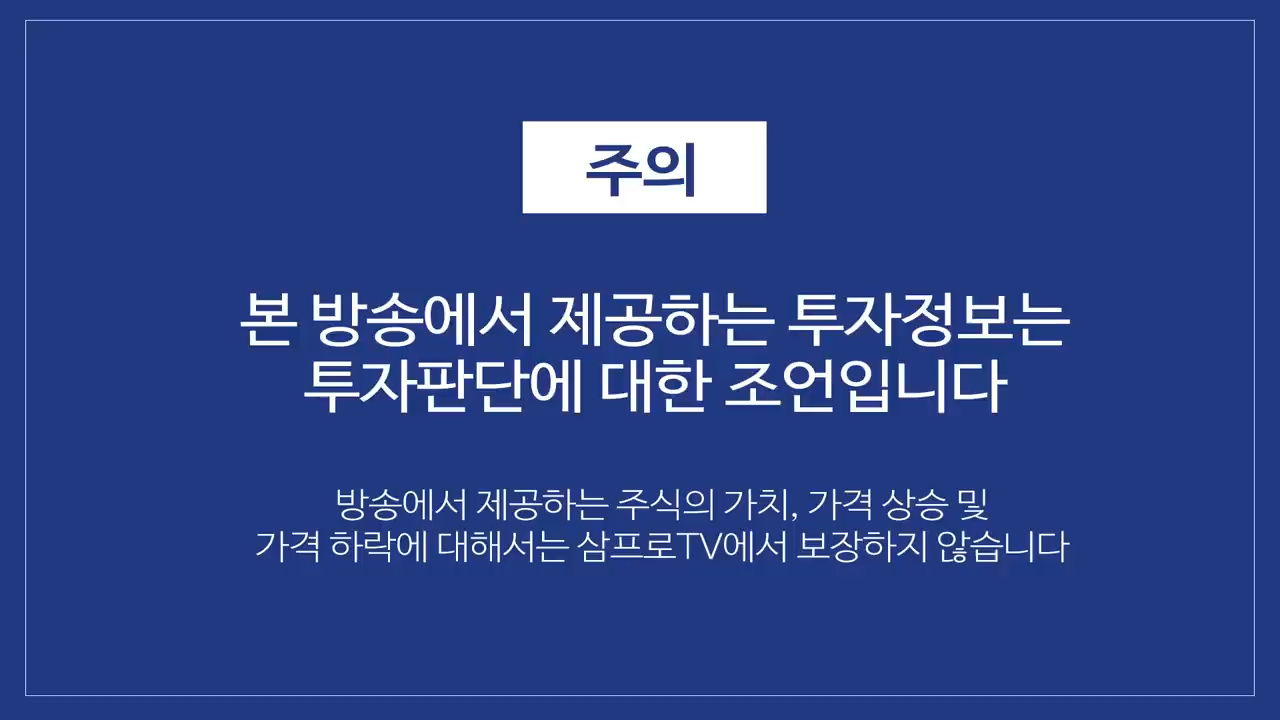 주의
본 방송에서 제공하는 투자정보는
투자판단에 대한 조언입니다
방송에서 제공하는 주식의 가치, 가격 상승 및
가격 하락에 대해서는 삼프로TV에서 보장하지 않습니다